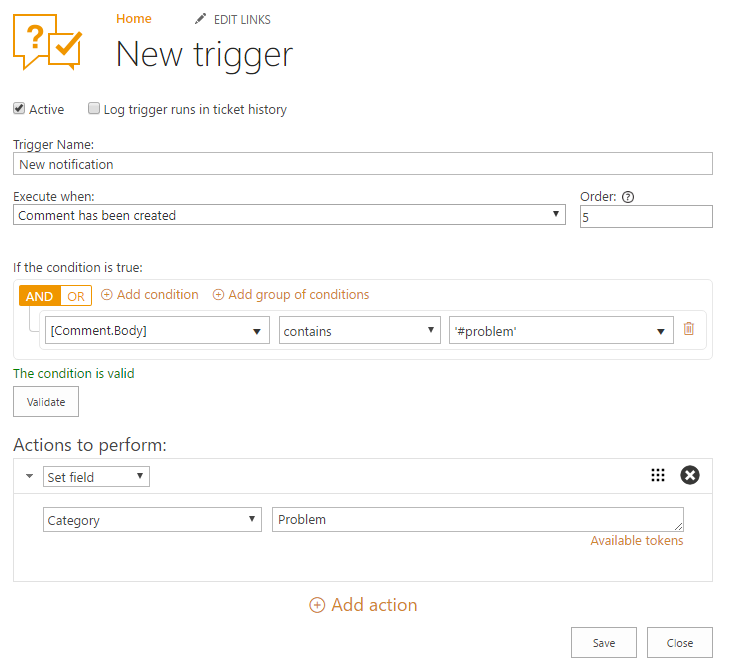 Home EDIT LINKS
New trigger
Active Log trigger runs in ticket history
Trigger Name:
New notification
Execute when: Order: ?
Comment has been created 5
If the condition is true:
AND OR Add condition Add group of conditions
[Comment.Body] contains '#problem'
The condition is valid
Validate
Actions to perform:
Set field
Category Problem
Available tokens
Add action
Save Close